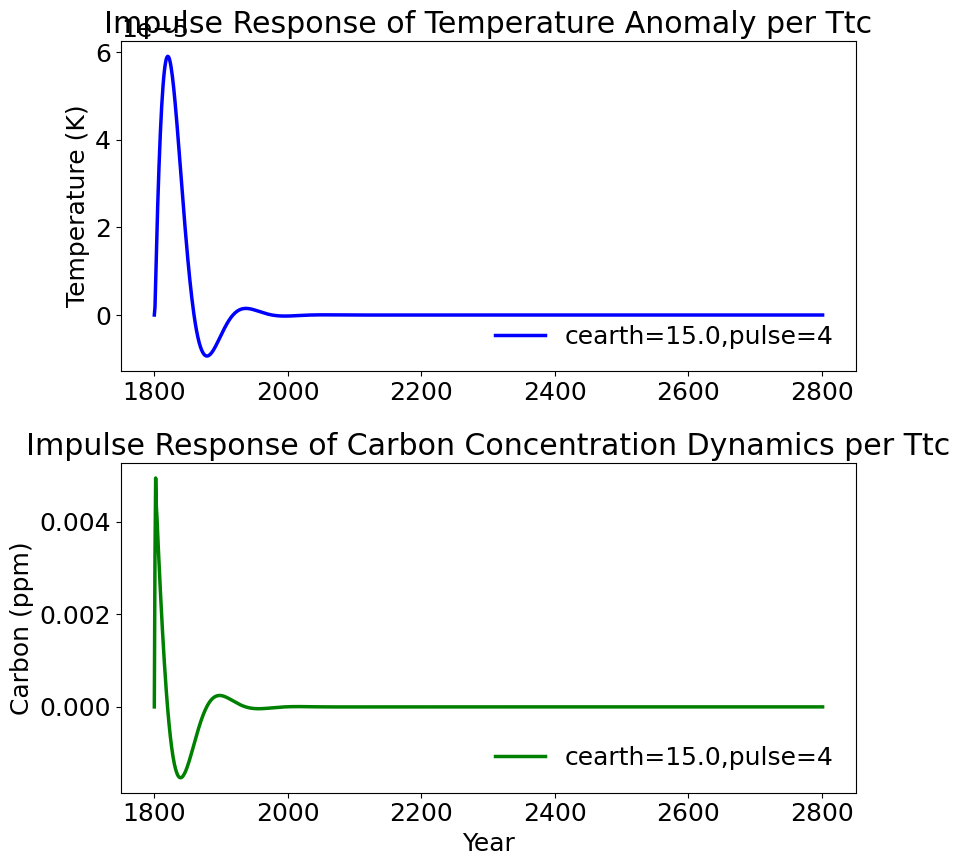 Impulse Response of Temperature Anomaly per Ttc
1e−5
6
4
2
0
Temperature (K)
cearth=15.0,pulse=4
1800 2000 2200 2400 2600 2800
Impulse Response of Carbon Concentration Dynamics per Ttc
0.004
0.002
0.000
Carbon (ppm)
cearth=15.0,pulse=4
1800 2000 2200 2400 2600 2800
Year